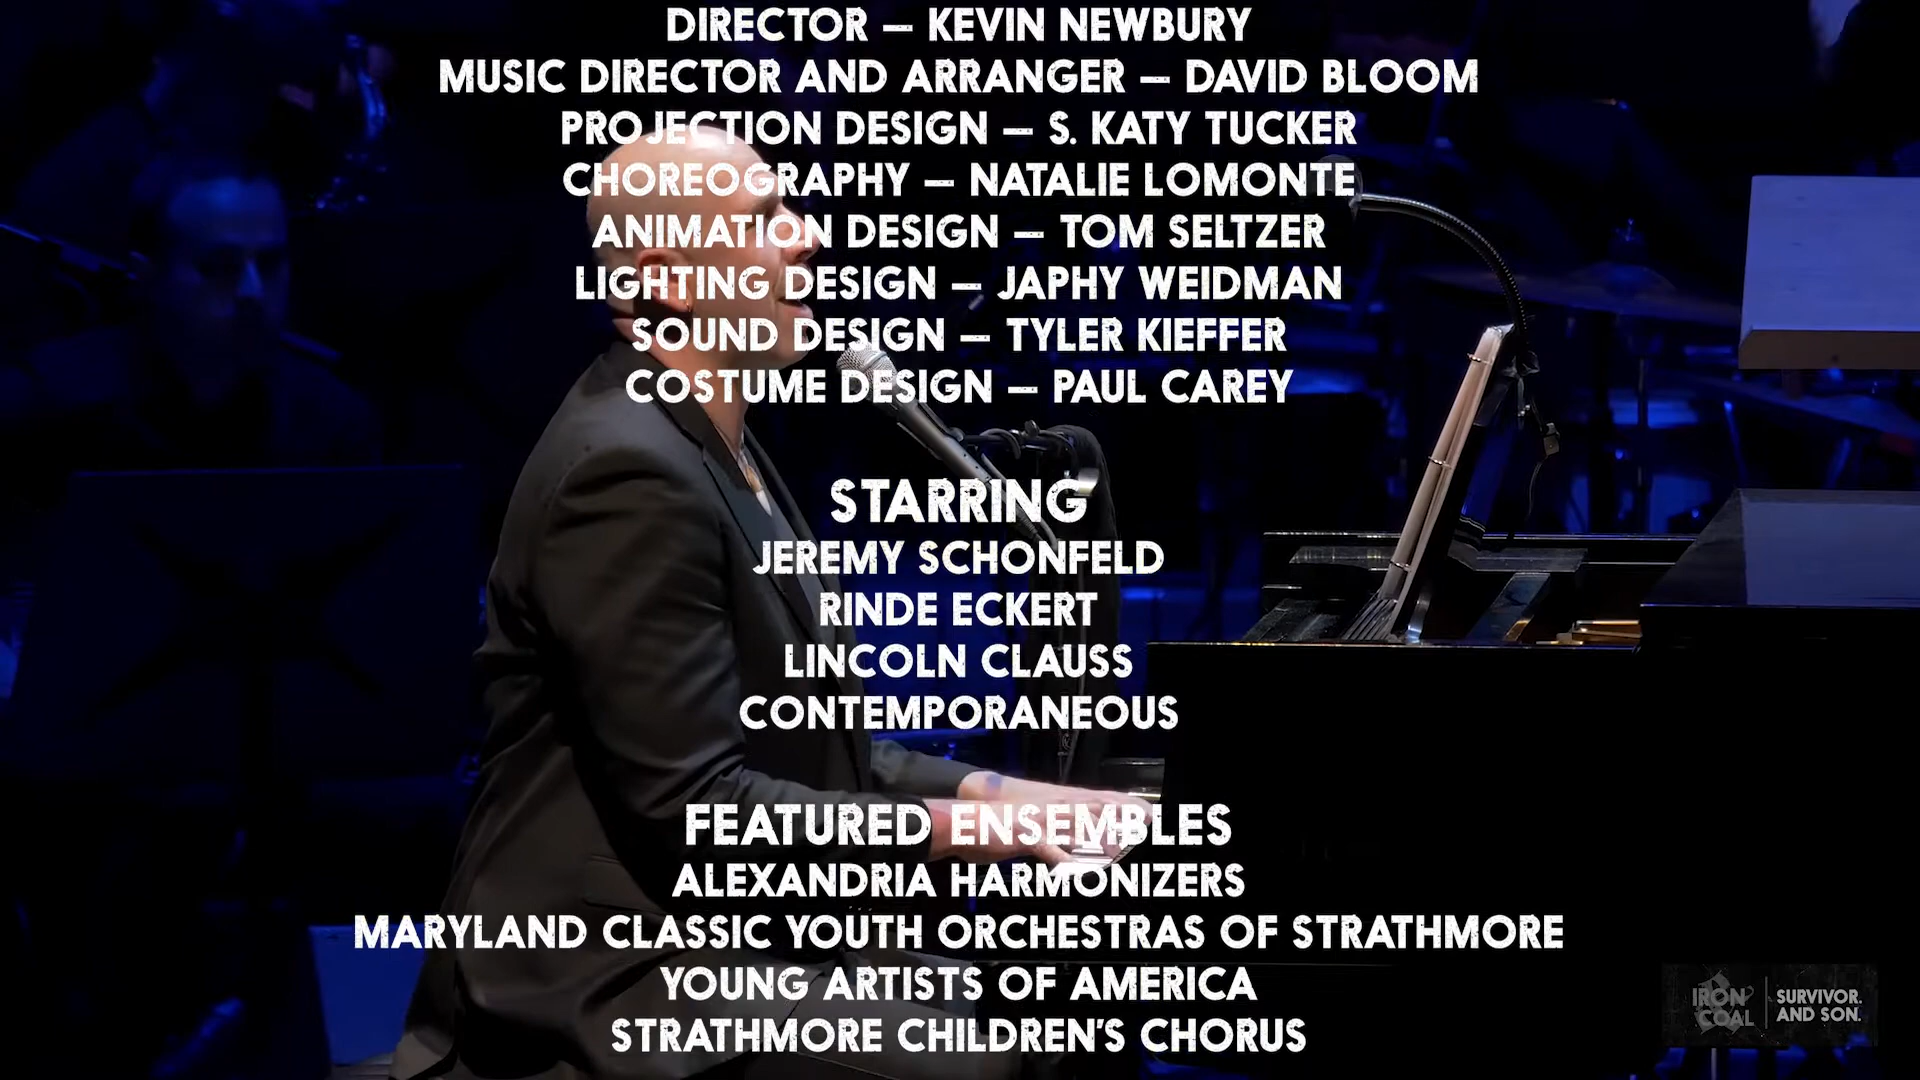 DIRECTOR – KEVIN NEWBURY
MUSIC DIRECTOR AND ARRANGER – DAVID BLOOM
PROJECTION DESIGN – S. KATY TUCKER
CHOREOGRAPHY – NATALIE LOMONTE
ANIMATION DESIGN – TOM SELTZER
LIGHTING DESIGN – JAPHY WEIDMAN
SOUND DESIGN – TYLER KIEFFER
COSTUME DESIGN – PAUL CAREY
STARRING
JEREMY SCHONFELD
RINDE ECKERT
LINCOLN CLAUSS
CONTEMPORANEOUS
FEATURED ENSEMBLES
ALEXANDRIA HARMONIZERS
MARYLAND CLASSIC YOUTH ORCHESTRAS OF STRATHMORE
YOUNG ARTISTS OF AMERICA
STRATHMORE CHILDREN'S CHORUS
IRON
COAL
SURVIVOR.
AND SON.